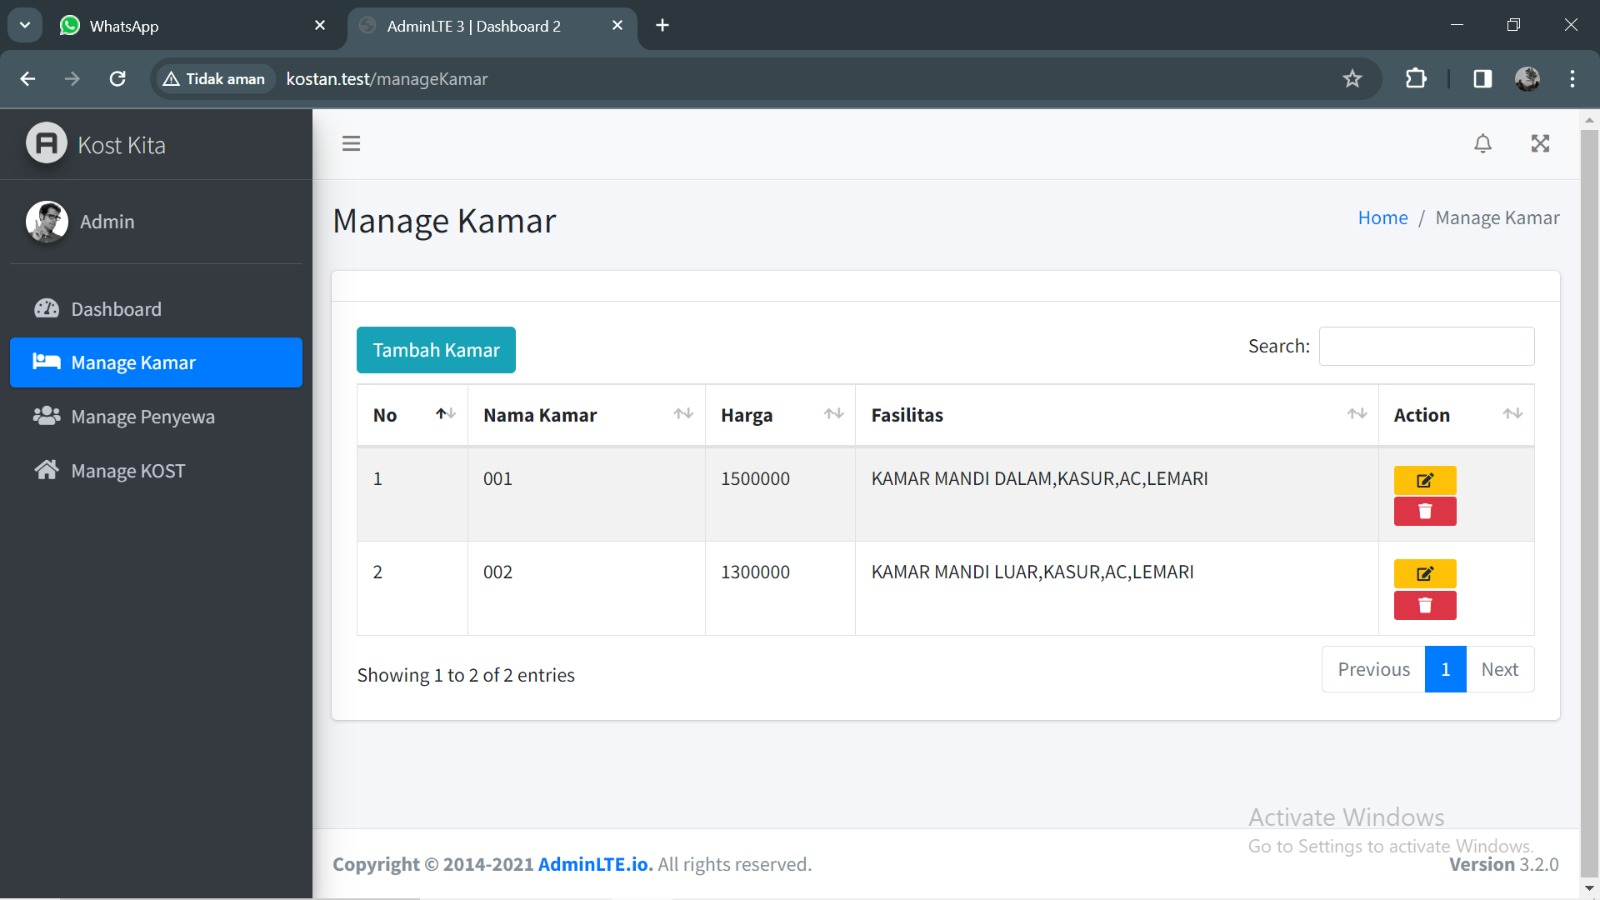 WhatsApp
AdminLTE 3 | Dashboard 2
Tidak aman
kostan.test/manageKamar
Kost Kita
Admin
Dashboard
Manage Kamar
Manage Penyewa
Manage KOST
Manage Kamar
Home / Manage Kamar
Tambah Kamar
Search:
No Nama Kamar Harga Fasilitas Action
1 001 1500000 KAMAR MANDI DALAM,KASUR,AC,LEMARI
2 002 1300000 KAMAR MANDI LUAR,KASUR,AC,LEMARI
Showing 1 to 2 of 2 entries
Previous 1 Next
Activate Windows
Go to Settings to activate Windows.
Copyright © 2014-2021 AdminLTE.io. All rights reserved.
Version 3.2.0